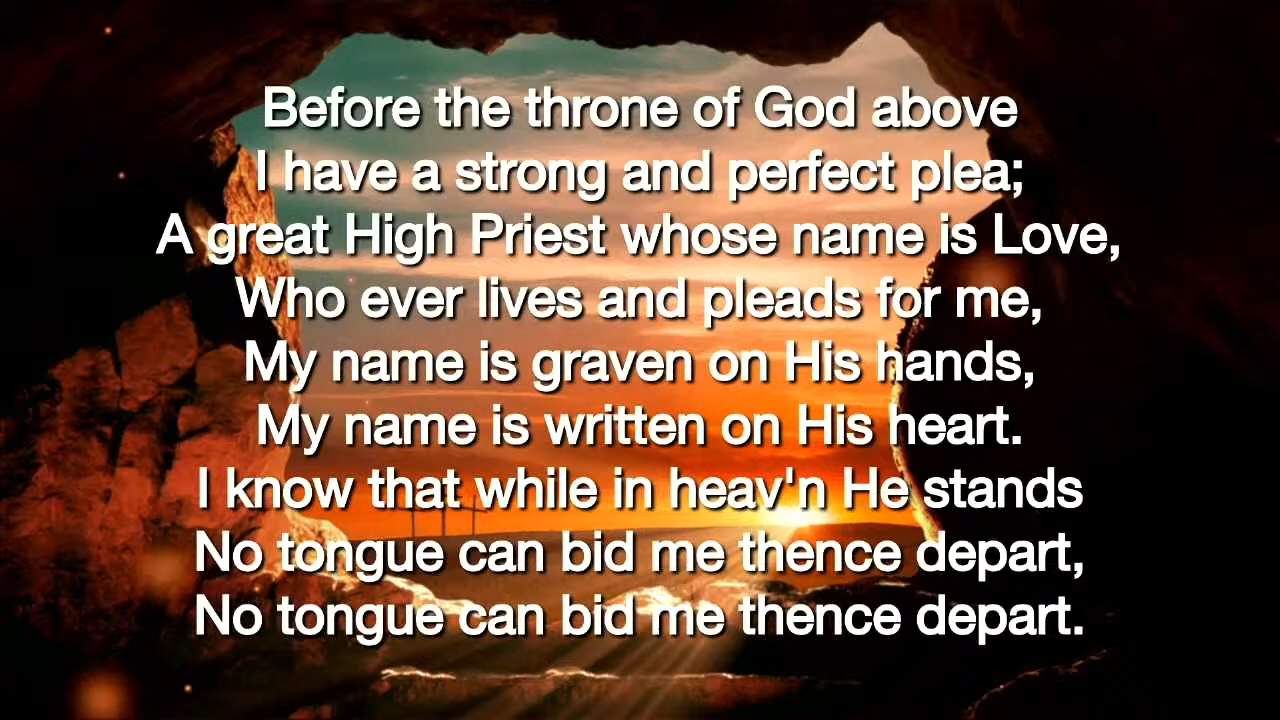 Before the throne of God above
I have a strong and perfect plea;
A great High Priest whose name is Love,
Who ever lives and pleads for me,
My name is graven on His hands,
My name is written on His heart.
I know that while in heav'n He stands
No tongue can bid me thence depart,
No tongue can bid me thence depart.